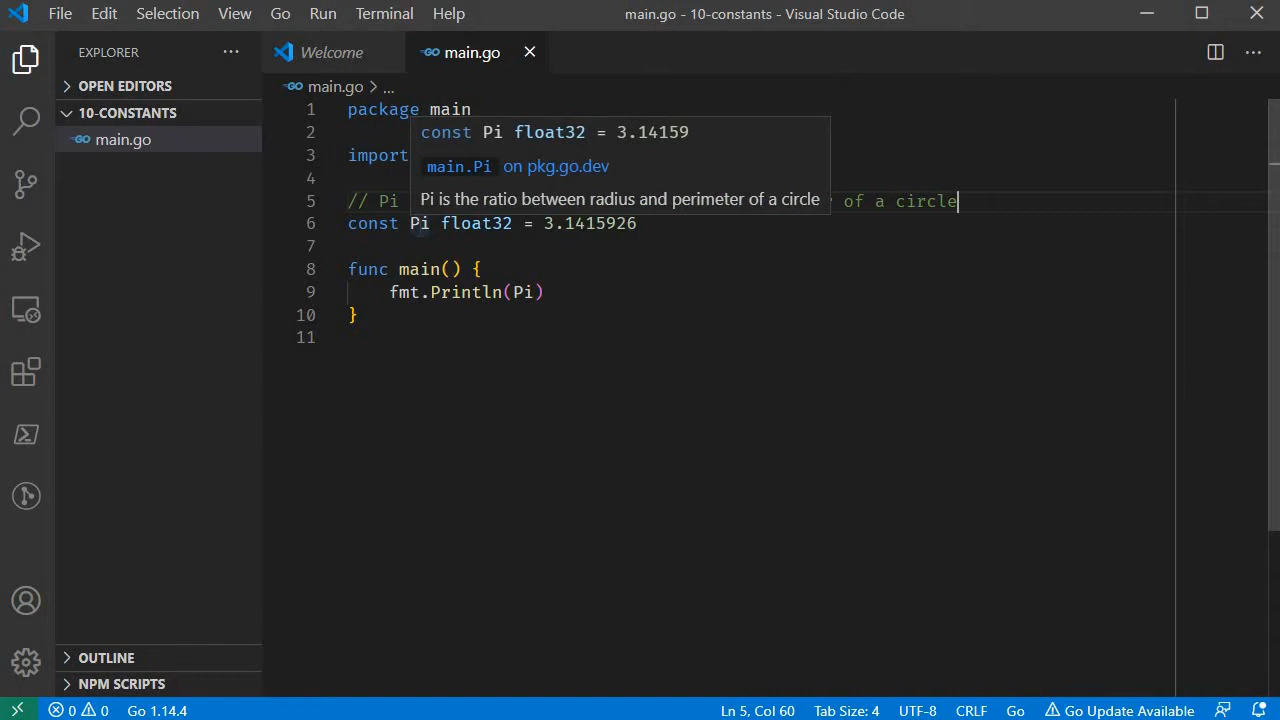 File Edit Selection View Go Run Terminal Help main.go - 10-constants - Visual Studio Code
EXPLORER
OPEN EDITORS
10-CONSTANTS
main.go
OUTLINE
NPM SCRIPTS
Welcome main.go
main.go > ...
1 package main
2
3 import
4
5 // Pi of a circle
6 const Pi float32 = 3.1415926
7
8 func main() {
9 fmt.Println(Pi)
10 }
11
const Pi float32 = 3.14159
main.Pi on pkg.go.dev
Pi is the ratio between radius and perimeter of a circle
0 0 Go 1.14.4 Ln 5, Col 60 Tab Size: 4 UTF-8 CRLF Go Go Update Available